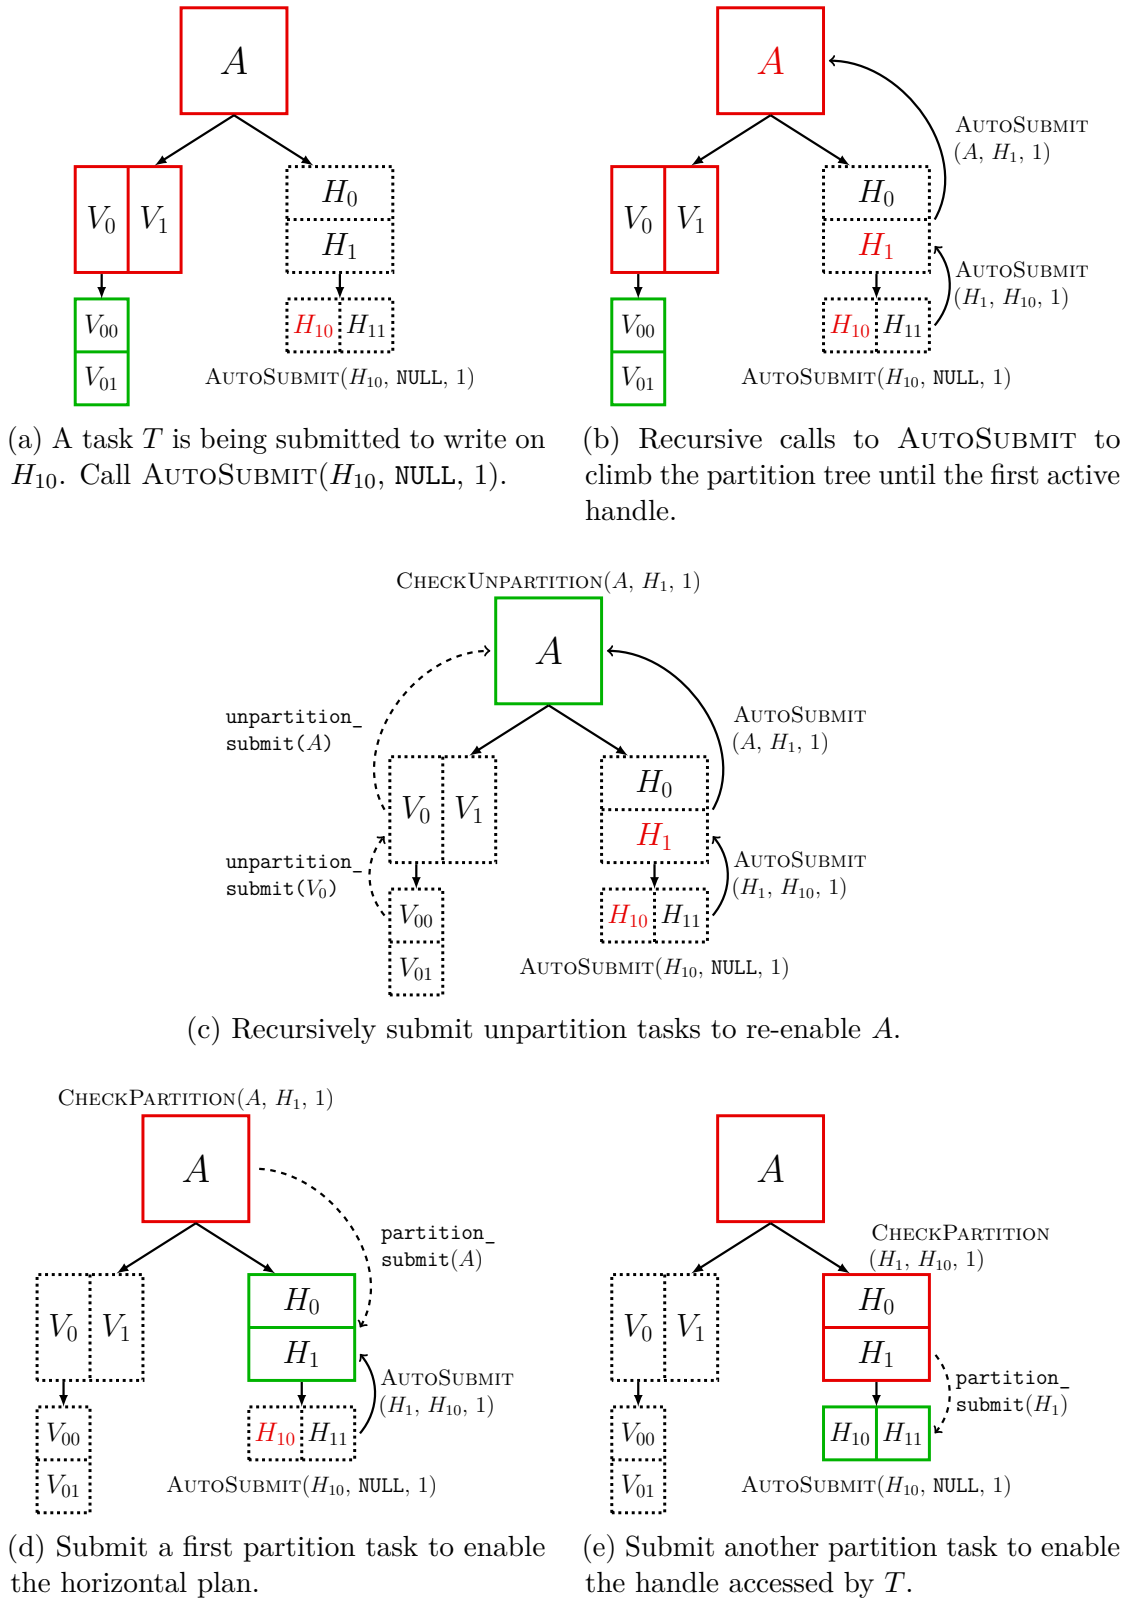 A
V0 V1
H0
H1
V00
V01
H10 H11
AUTOSUBMIT(H10, NULL, 1)
(a) A task T is being submitted to write on
H10. Call AUTOSUBMIT(H10, NULL, 1).
A
AUTOSUBMIT
(A, H1, 1)
V0 V1
H0
H1
AUTOSUBMIT
(H1, H10, 1)
V00
V01
H10 H11
AUTOSUBMIT(H10, NULL, 1)
(b) Recursive calls to AUTOSUBMIT to
climb the partition tree until the first active
handle.
CHECKUNPARTITION(A, H1, 1)
A
unpartition_
submit(A)
AUTOSUBMIT
(A, H1, 1)
V0 V1
H0
H1
unpartition_
submit(V0)
AUTOSUBMIT
(H1, H10, 1)
V00
V01
H10 H11
AUTOSUBMIT(H10, NULL, 1)
(c) Recursively submit unpartition tasks to re-enable A.
CHECKPARTITION(A, H1, 1)
A
partition_
submit(A)
V0 V1
H0
H1
AUTOSUBMIT
(H1, H10, 1)
V00
V01
H10 H11
AUTOSUBMIT(H10, NULL, 1)
(d) Submit a first partition task to enable
the horizontal plan.
A
CHECKPARTITION
(H1, H10, 1)
V0 V1
H0
H1
partition_
submit(H1)
V00
V01
H10 H11
AUTOSUBMIT(H10, NULL, 1)
(e) Submit another partition task to enable
the handle accessed by T.